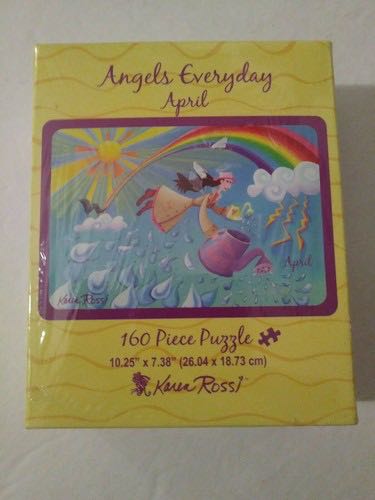 Angels Everyday
April
April
Karen Rossi
160 Piece Puzzle
10.25" x 7.38" (26.04 x 18.73 cm)
Karen Rossi™